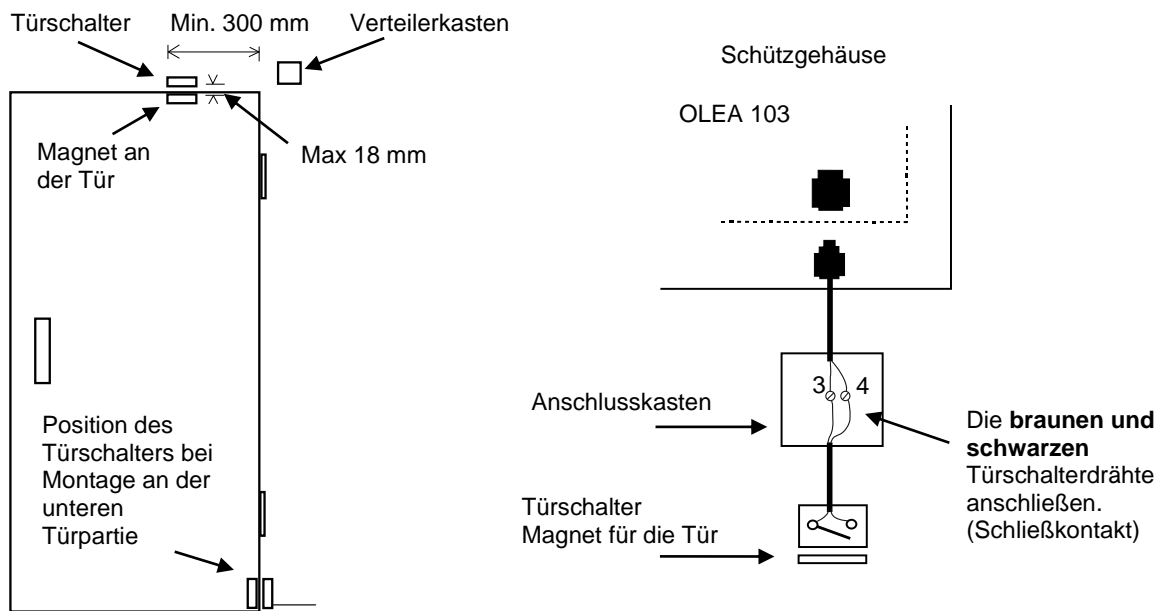 Türschalter
Min. 300 mm
Verteilerkasten
Magnet an
der Tür
Max 18 mm
Position des
Türschalters bei
Montage an der
unteren
Türpartie
Schützgehäuse
OLEA 103
3
4
Anschlusskasten
Die braunen und
schwarzen
Türschalterdrähte
anschließen.
(Schließkontakt)
Türschalter
Magnet für die Tür